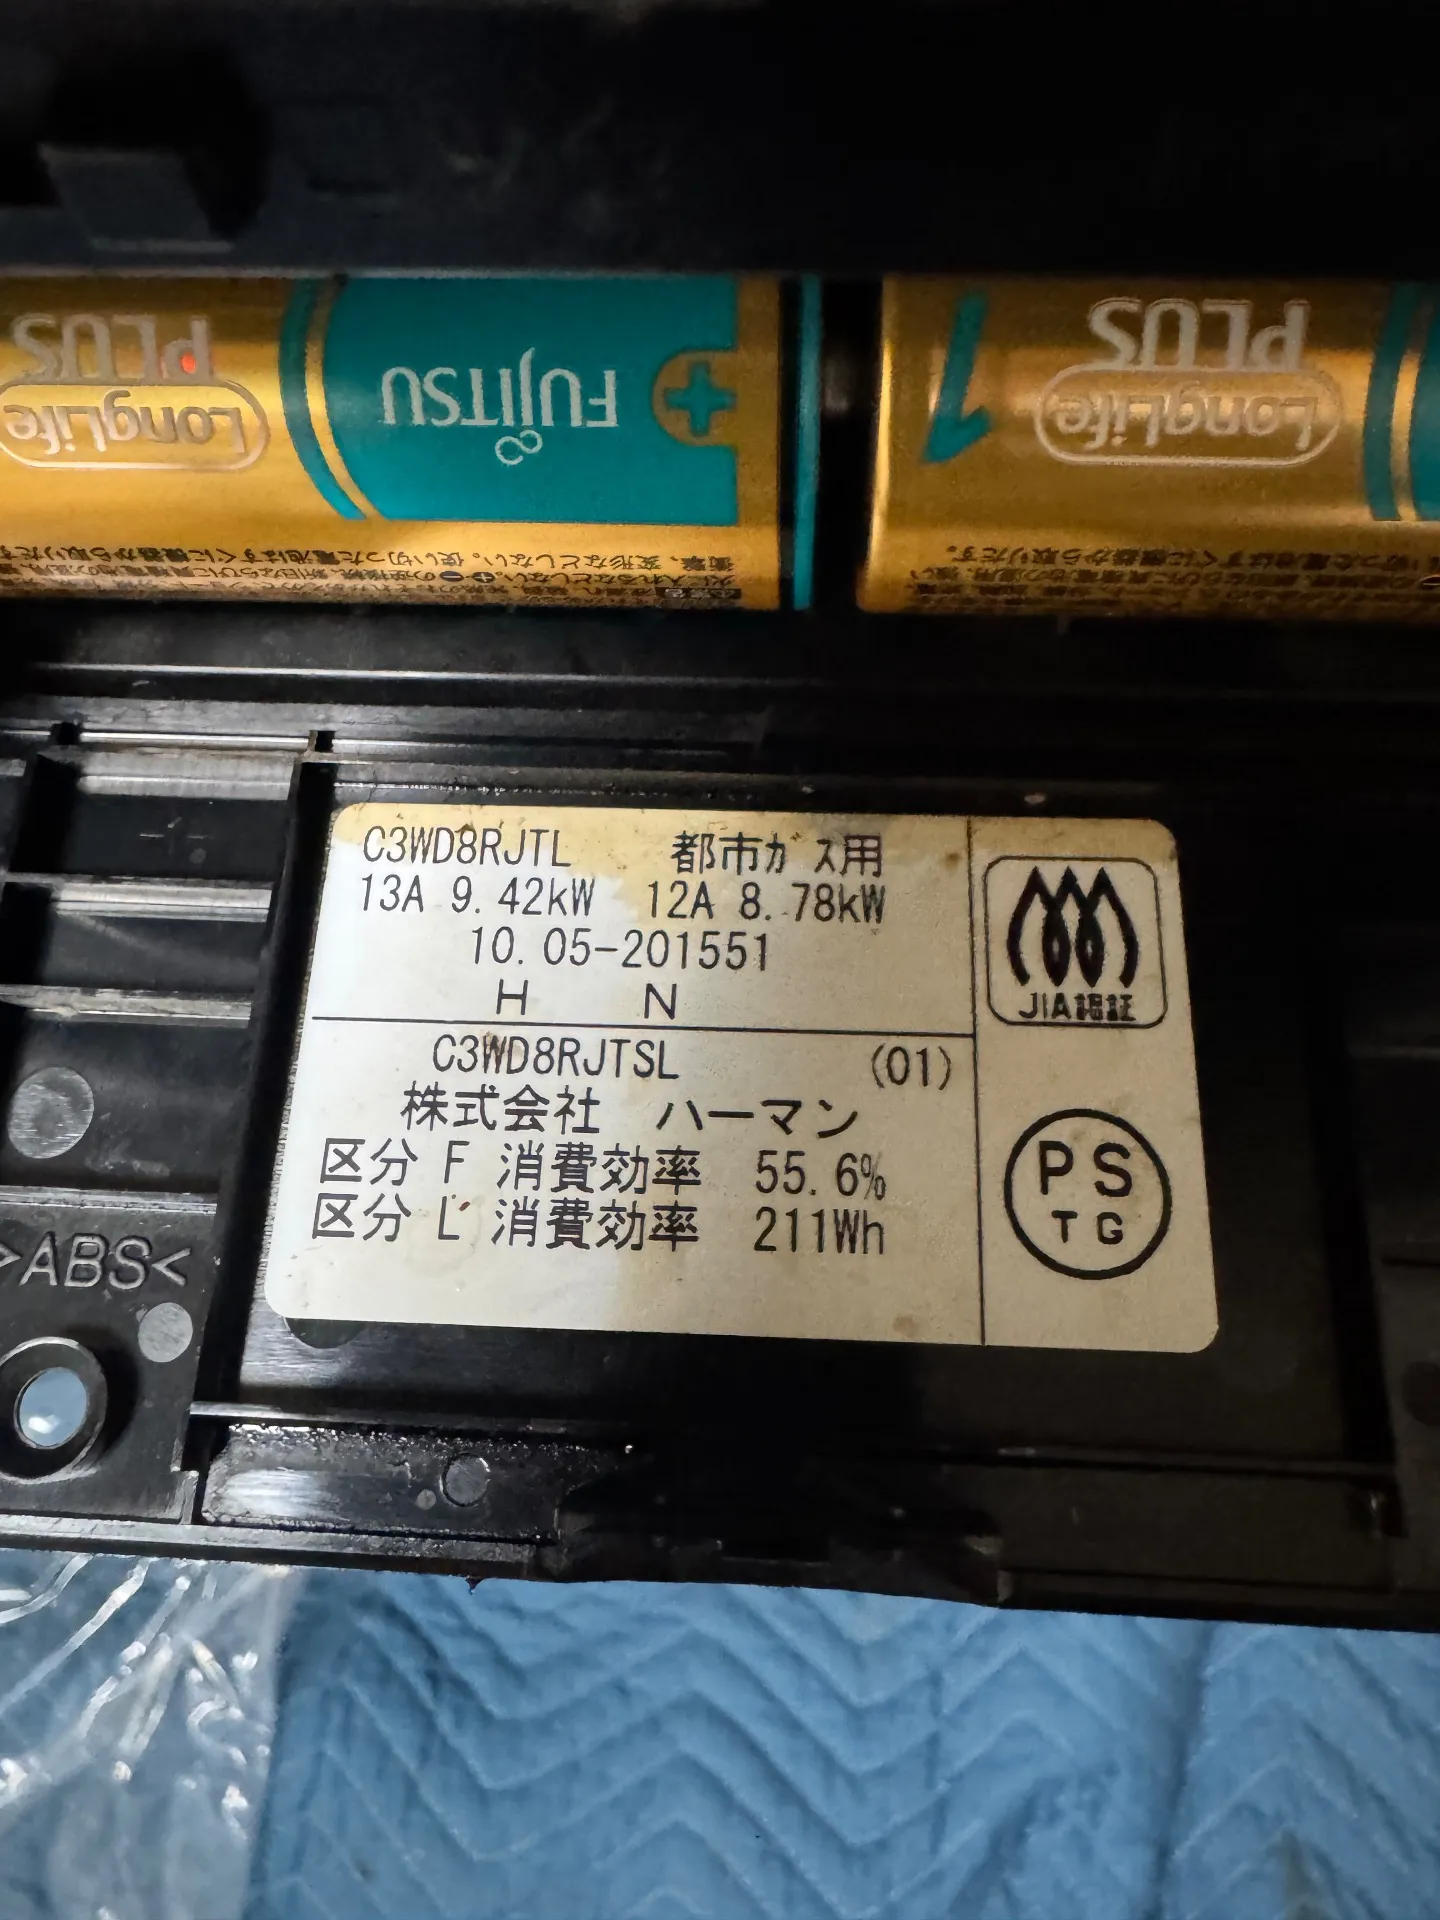 LongLife
PLUS
FUJITSU
+
1
LongLife
PLUS
C3WD8RJTL 都市ガス用
13A 9.42kW 12A 8.78kW
10.05-201551
H N
C3WD8RJTSL (01)
株式会社 ハーマン
区分 F 消費効率 55.6%
区分 L 消費効率 211Wh
JIA認証
PS
TG
>ABS<